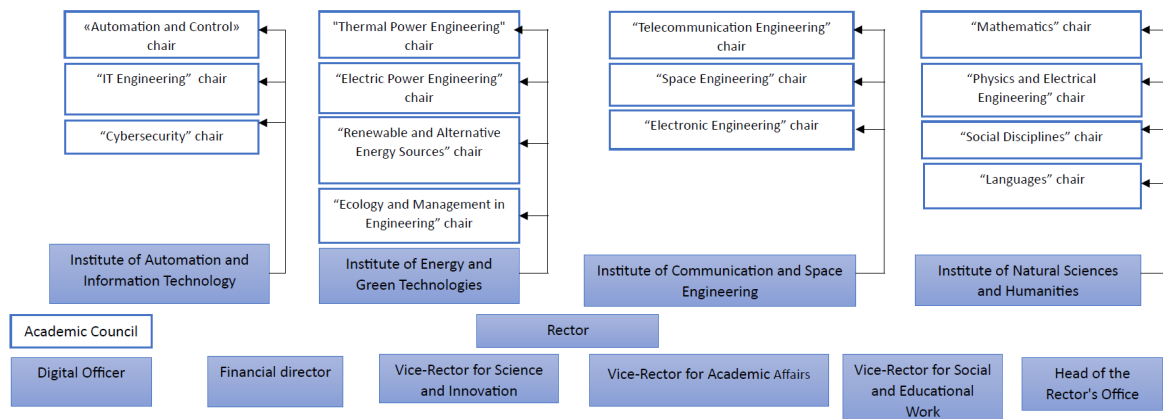 «Automation and Control»
chair
“IT Engineering” chair
“Cybersecurity” chair
Institute of Automation and
Information Technology
"Thermal Power Engineering"
chair
“Electric Power Engineering”
chair
“Renewable and Alternative
Energy Sources” chair
“Ecology and Management in
Engineering” chair
Institute of Energy and
Green Technologies
“Telecommunication Engineering”
chair
“Space Engineering” chair
“Electronic Engineering” chair
Institute of Communication and Space
Engineering
“Mathematics” chair
“Physics and Electrical
Engineering” chair
“Social Disciplines” chair
“Languages” chair
Institute of Natural Sciences
and Humanities
Academic Council
Rector
Digital Officer
Financial director
Vice-Rector for Science
and Innovation
Vice-Rector for Academic Affairs
Vice-Rector for Social
and Educational
Work
Head of the
Rector's Office